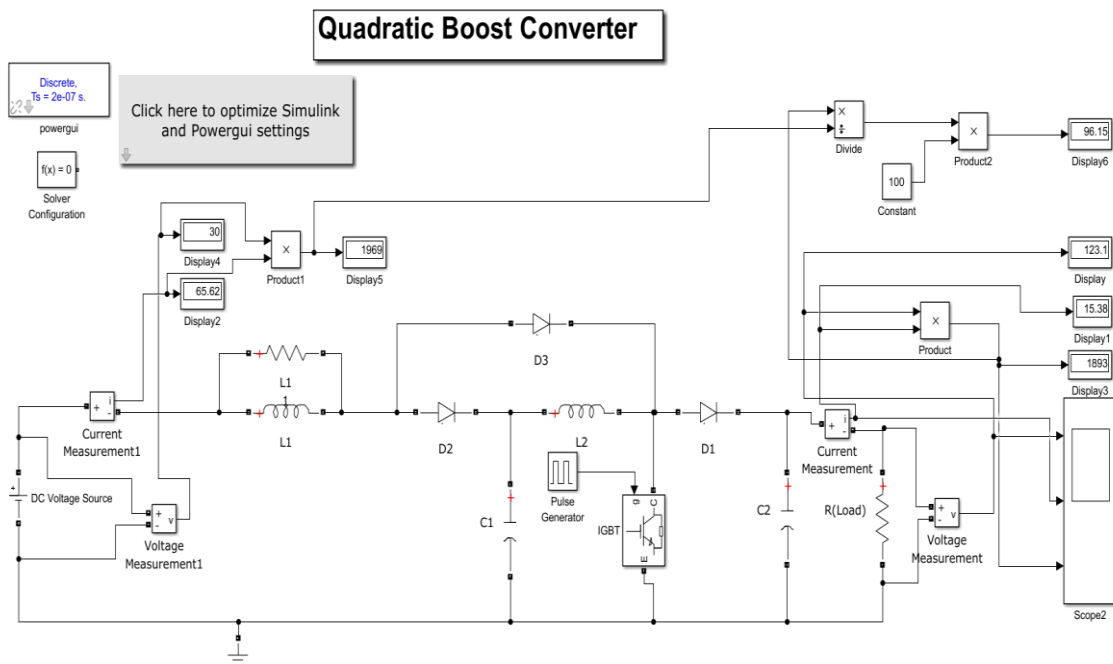 Quadratic Boost Converter
Discrete,
Ts = 2e-07 s.
powergui
Click here to optimize Simulink
and Powergui settings
f(x) = 0
Solver
Configuration
×
÷
Divide
×
Product2
96.15
Display6
100
Constant
30
Display4
×
Product1
1969
Display5
65.62
Display2
123.1
Display
15.38
Display1
×
Product
1893
Display3
D3
L1
1
L1
D2
L2
D1
+
-
i
Current
Measurement1
+
-
i
Current
Measurement
DC Voltage Source
+
-
v
Voltage
Measurement1
C1
Pulse
Generator
g
C
E
IGBT
C2
R(Load)
+
-
v
Voltage
Measurement
Scope2